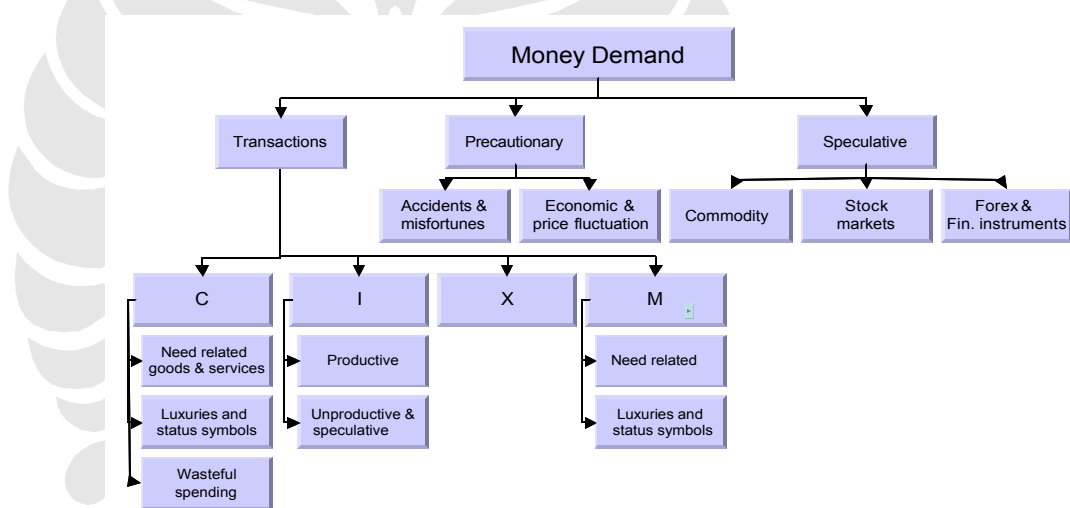 Money Demand
Transactions
Precautionary
Speculative
Accidents &
misfortunes
Economic &
price fluctuation
Commodity
Stock
markets
Forex &
Fin. instruments
C
I
X
M
Need related
goods & services
Productive
Need related
Luxuries and
status symbols
Unproductive &
speculative
Luxuries and
status symbols
Wasteful
spending